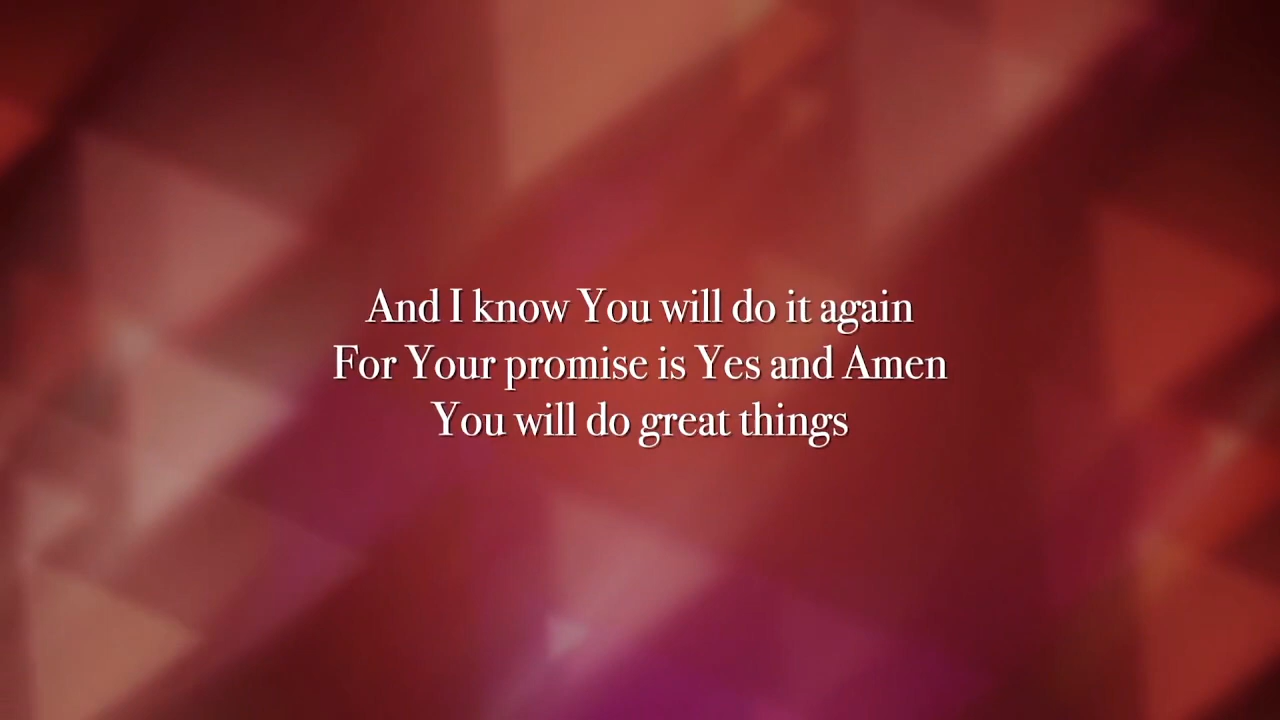 And I know You will do it again
For Your promise is Yes and Amen
You will do great things